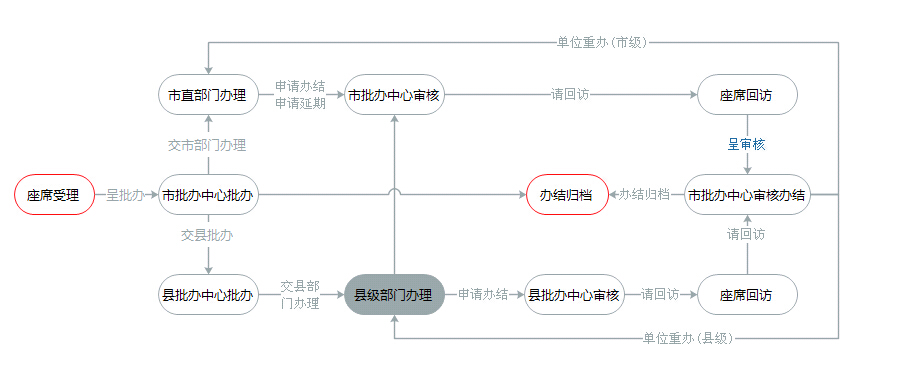 单位重办(市级)
市直部门办理
申请办结
申请延期
市批办中心审核
请回访
座席回访
交市部门办理
呈审核
座席受理
呈批办
市批办中心批办
办结归档
办结归档
市批办中心审核办结
交县批办
请回访
县批办中心批办
交县部
门办理
县级部门办理
申请办结
县批办中心审核
请回访
座席回访
单位重办(县级)